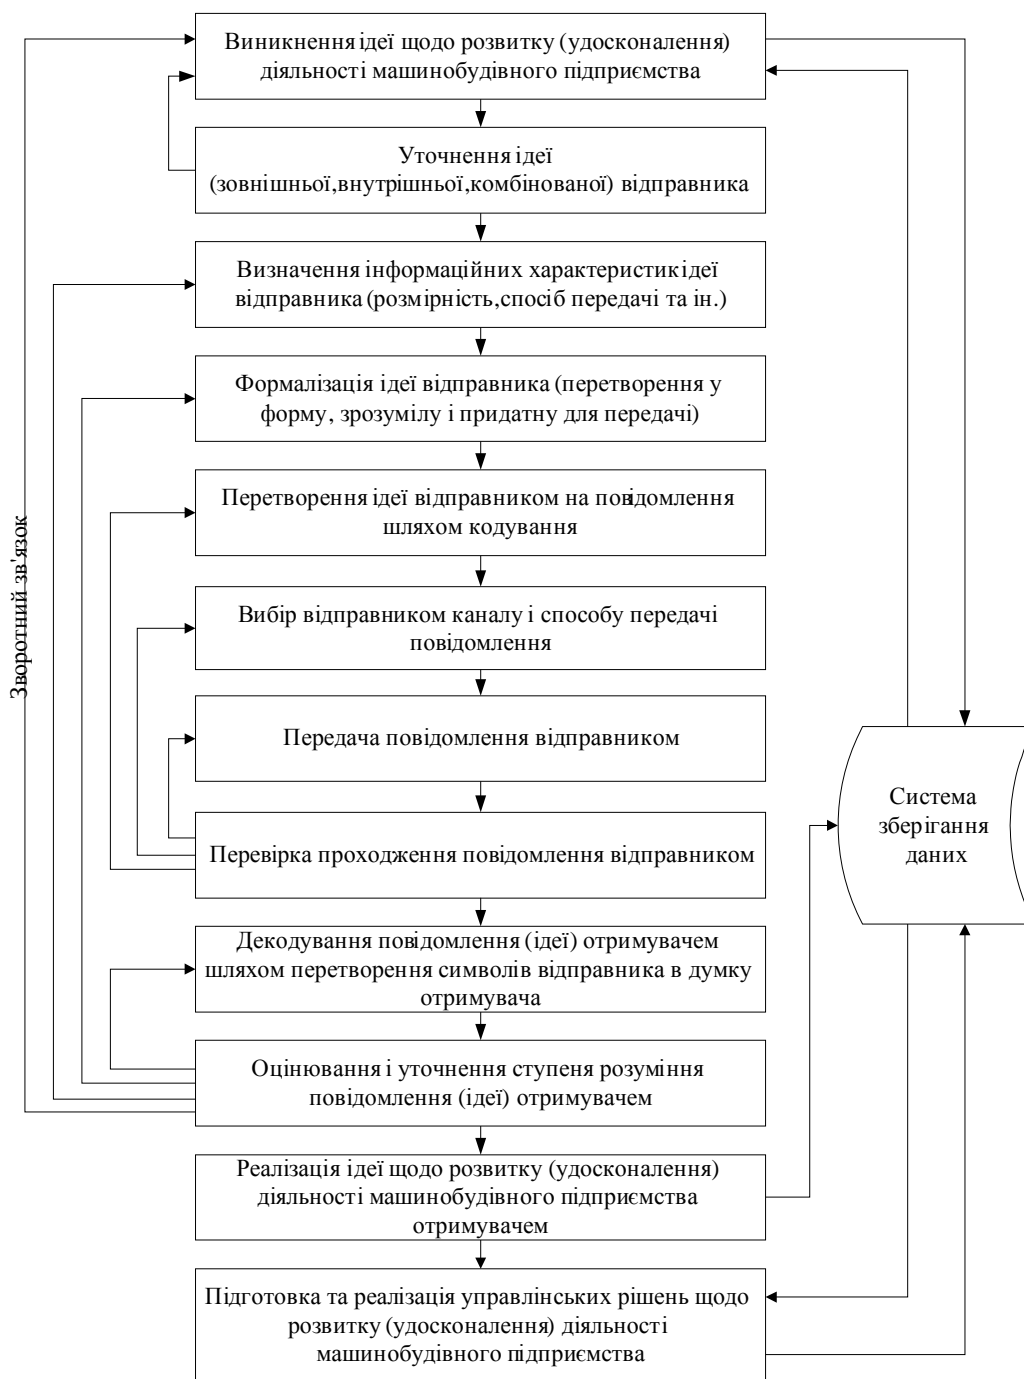 Виникнення ідеї щодо розвитку (удосконалення)
діяльності машинобудівного підприємства
Уточнення ідеї
(зовнішньої,внутрішньої,комбінованої) відправника
Визначення інформаційних характеристик ідеї
відправника (розмірність,спосіб передачі та ін.)
Формалізація ідеї відправника (перетворення у
форму, зрозумілу і придатну для передачі)
Перетворення ідеї відправником на повідомлення
шляхом кодування
Зворотний зв'язок
Вибір відправником каналу і способу передачі
повідомлення
Передача повідомлення відправником
Система
зберігання
даних
Перевірка проходження повідомлення відправником
Декодування повідомлення (ідеї) отримувачем
шляхом перетворення символів відправника в думку
отримувача
Оцінювання і уточнення ступеня розуміння
повідомлення (ідеї) отримувачем
Реалізація ідеї щодо розвитку (удосконалення)
діяльності машинобудівного підприємства
отримувачем
Підготовка та реалізація управлінських рішень щодо
розвитку (удосконалення) діяльності
машинобудівного підприємства